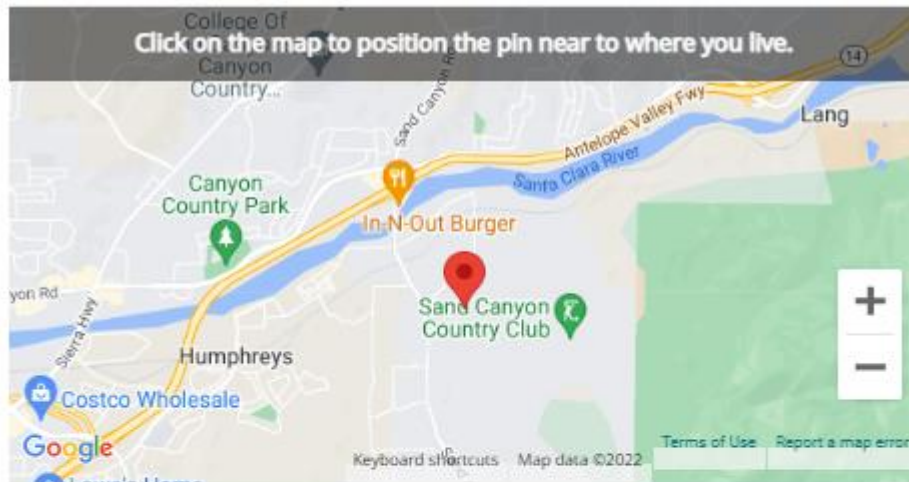 College Of
Click on the map to position the pin near to where you live.
Canyon
Country...
Sand Canyon Rd
14
Antelope Valley Fwy
Lang
Santa Clara River
Canyon
Country Park
In-N-Out Burger
yon Rd
Sierra Hwy
Sand Canyon
Country Club
Humphreys
Costco Wholesale
Google
Keyboard shortcuts
Map data ©2022
Terms of Use
Report a map error